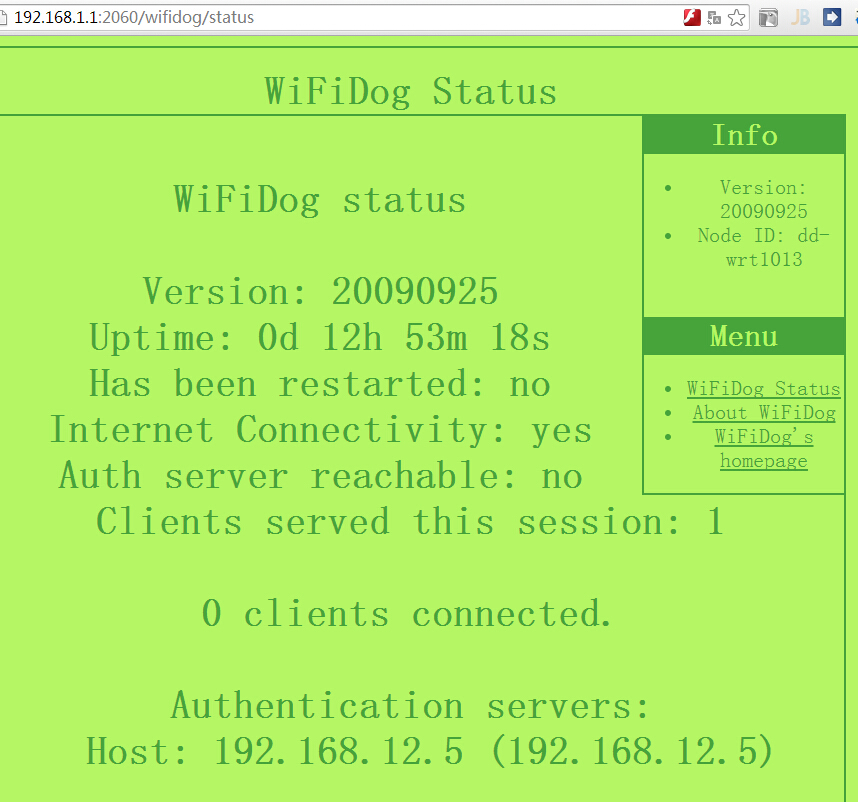 192.168.1.1:2060/wifidog/status
WiFiDog Status
WiFiDog status
Version: 20090925
Uptime: 0d 12h 53m 18s
Has been restarted: no
Internet Connectivity: yes
Auth server reachable: no
Clients served this session: 1
0 clients connected.
Authentication servers:
Host: 192.168.12.5 (192.168.12.5)
Info
Version:
20090925
Node ID: dd-
wrt1013
Menu
WiFiDog Status
About WiFiDog
WiFiDog's
homepage